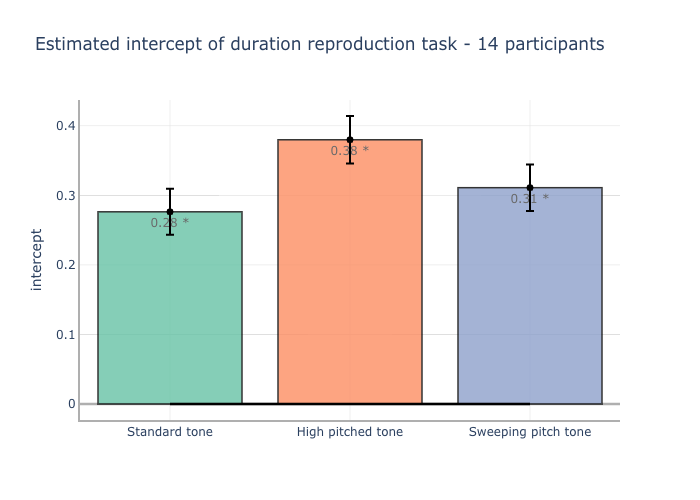 Estimated intercept of duration reproduction task - 14 participants
intercept
0.4
0.3
0.2
0.1
0
0.28 *
0.38 *
0.31 *
Standard tone
High pitched tone
Sweeping pitch tone